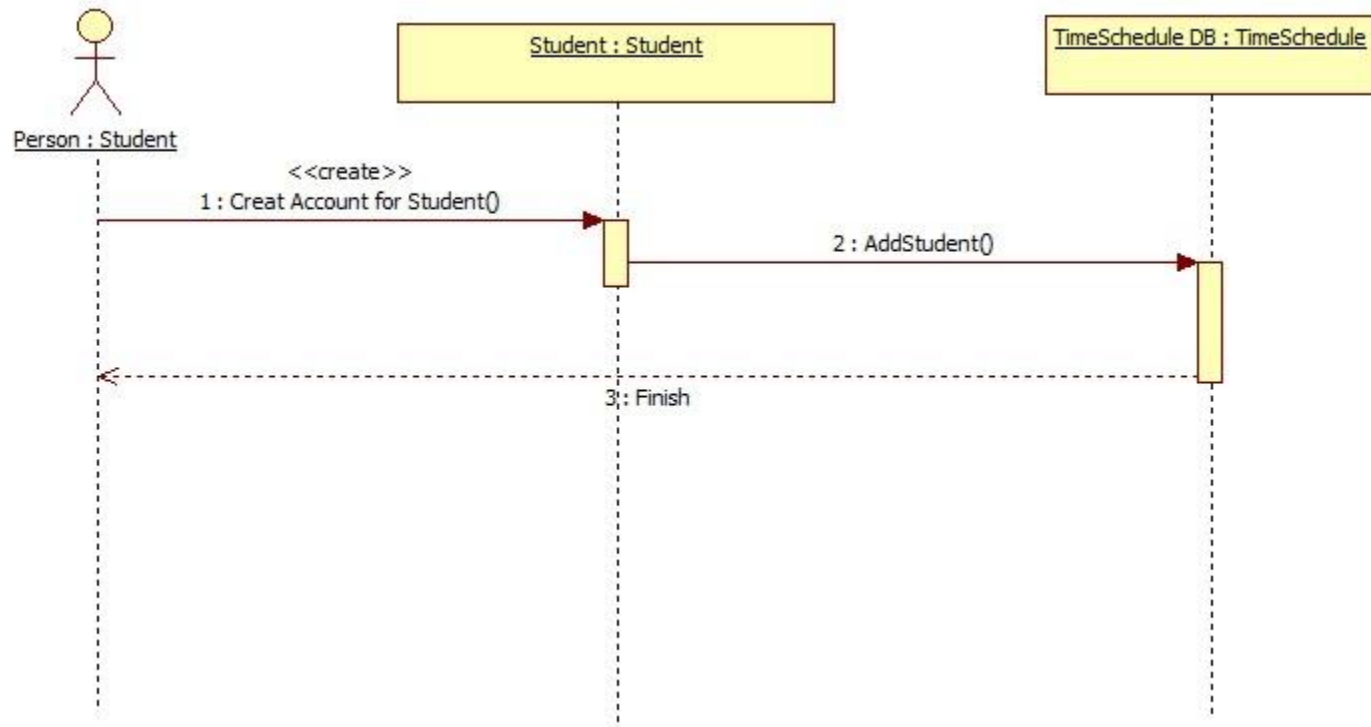 Student : Student
TimeSchedule DB : TimeSchedule
Person : Student
<<create>>
1 : Creat Account for Student()
2 : AddStudent()
3 : Finish